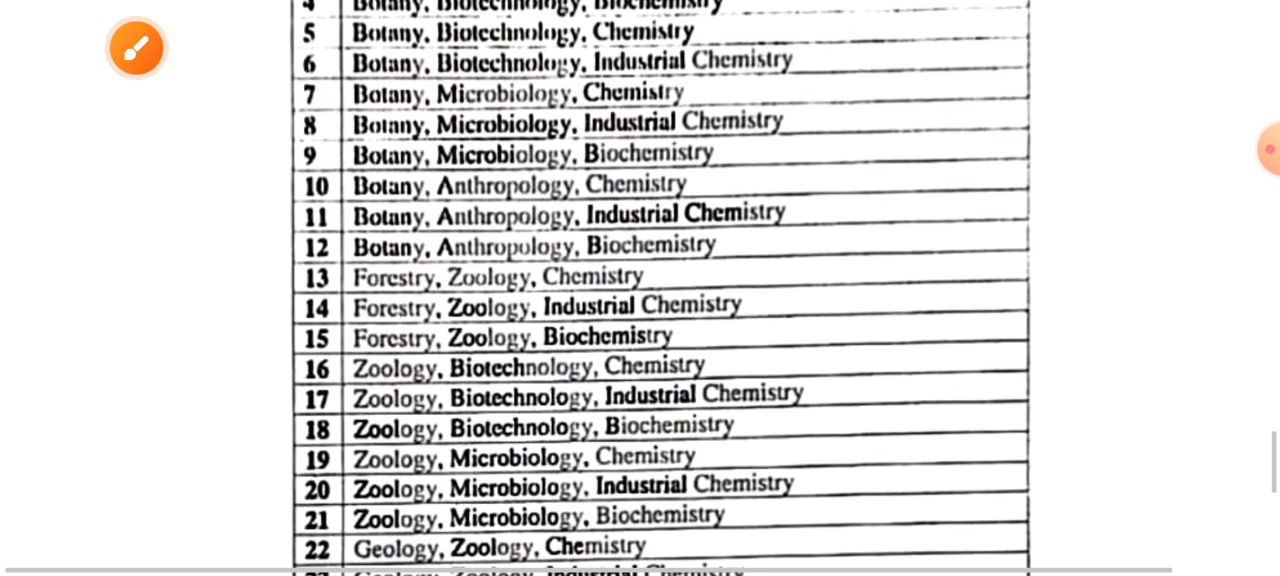 4 Botany, Biotechnology, Biochemistry
5 Botany, Biotechnology, Chemistry
6 Botany, Biotechnology, Industrial Chemistry
7 Botany, Microbiology, Chemistry
8 Botany, Microbiology, Industrial Chemistry
9 Botany, Microbiology, Biochemistry
10 Botany, Anthropology, Chemistry
11 Botany, Anthropology, Industrial Chemistry
12 Botany, Anthropology, Biochemistry
13 Forestry, Zoology, Chemistry
14 Forestry, Zoology, Industrial Chemistry
15 Forestry, Zoology, Biochemistry
16 Zoology, Biotechnology, Chemistry
17 Zoology, Biotechnology, Industrial Chemistry
18 Zoology, Biotechnology, Biochemistry
19 Zoology, Microbiology, Chemistry
20 Zoology, Microbiology, Industrial Chemistry
21 Zoology, Microbiology, Biochemistry
22 Geology, Zoology, Chemistry